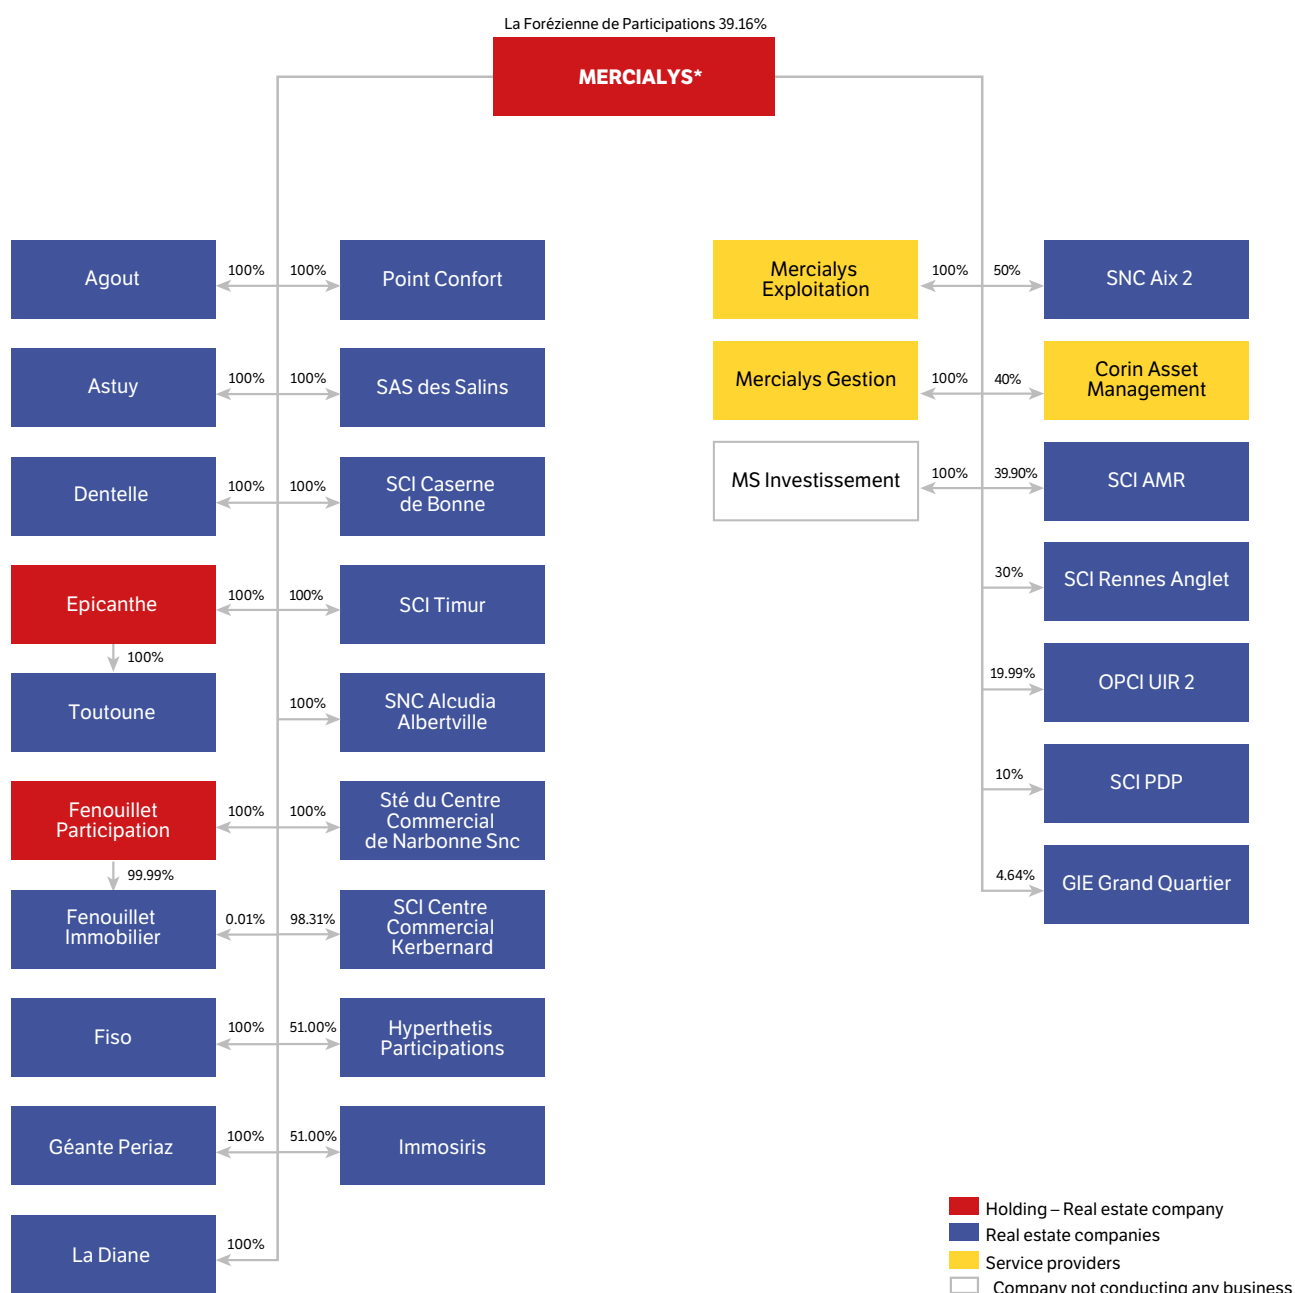 La Forézienne de Participations 39.16%
MERCIALYS*
Agout
100%
100%
Point Confort
Astuy
100%
100%
SAS des Salins
Dentelle
100%
100%
SCI Caserne
de Bonne
Epicanthe
100%
100%
SCI Timur
100%
Toutoune
100%
SNC Alcudia
Albertville
Fenouillet
Participation
100%
100%
Sté du Centre
Commercial
de Narbonne Snc
99.99%
Fenouillet
Immobilier
0.01%
98.31%
SCI Centre
Commercial
Kerbernard
Fiso
100%
51.00%
Hyperthetis
Participations
Géante Periaz
100%
51.00%
Immosiris
La Diane
100%
Mercialys
Exploitation
100%
50%
SNC Aix 2
Mercialys Gestion
100%
40%
Corin Asset
Management
MS Investissement
100%
39.90%
SCI AMR
30%
SCI Rennes Anglet
19.99%
OPCI UIR 2
10%
SCI PDP
4.64%
GIE Grand Quartier
Holding – Real estate company
Real estate companies
Service providers
Company not conducting any business